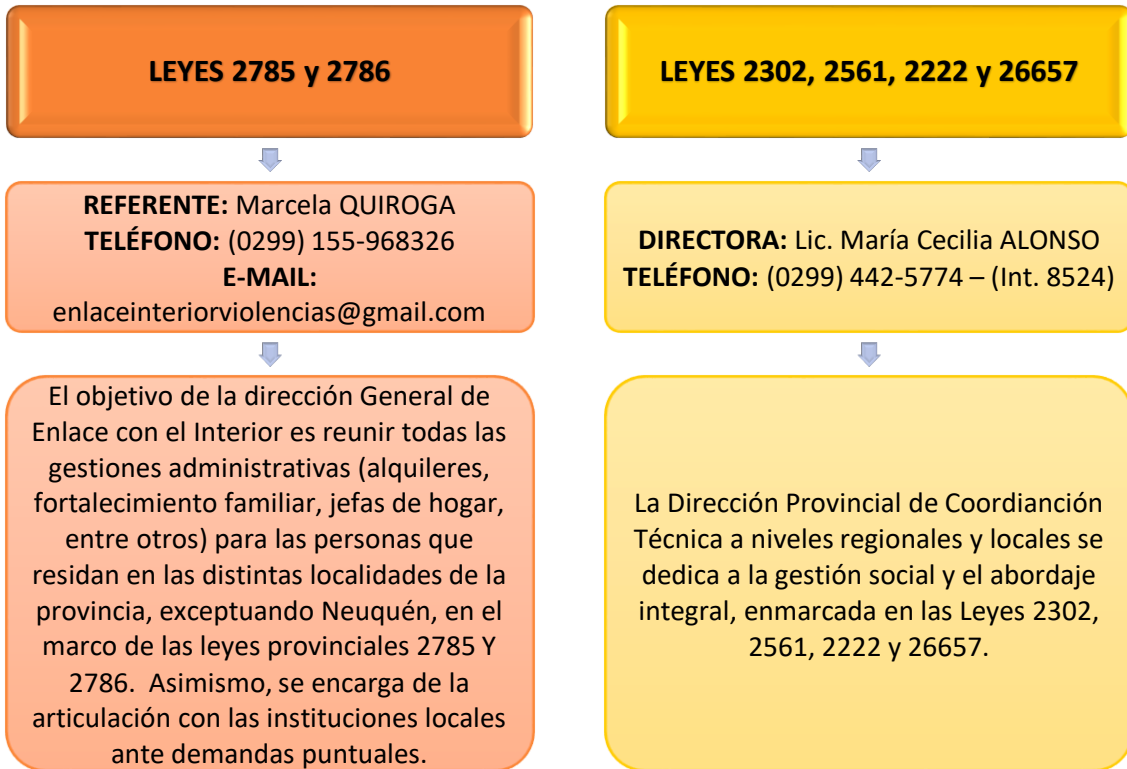 LEYES 2785 y 2786
REFERENTE: Marcela QUIROGA
TELÉFONO: (0299) 155-968326
E-MAIL:
enlaceinteriorviolencias@gmail.com
El objetivo de la dirección General de
Enlace con el Interior es reunir todas las
gestiones administrativas (alquileres,
fortalecimiento familiar, jefas de hogar,
entre otros) para las personas que
residan en las distintas localidades de la
provincia, exceptuando Neuquén, en el
marco de las leyes provinciales 2785 Y
2786. Asimismo, se encarga de la
articulación con las instituciones locales
ante demandas puntuales.
LEYES 2302, 2561, 2222 y 26657
DIRECTORA: Lic. María Cecilia ALONSO
TELÉFONO: (0299) 442-5774 – (Int. 8524)
La Dirección Provincial de Coordianción
Técnica a niveles regionales y locales se
dedica a la gestión social y el abordaje
integral, enmarcada en las Leyes 2302,
2561, 2222 y 26657.